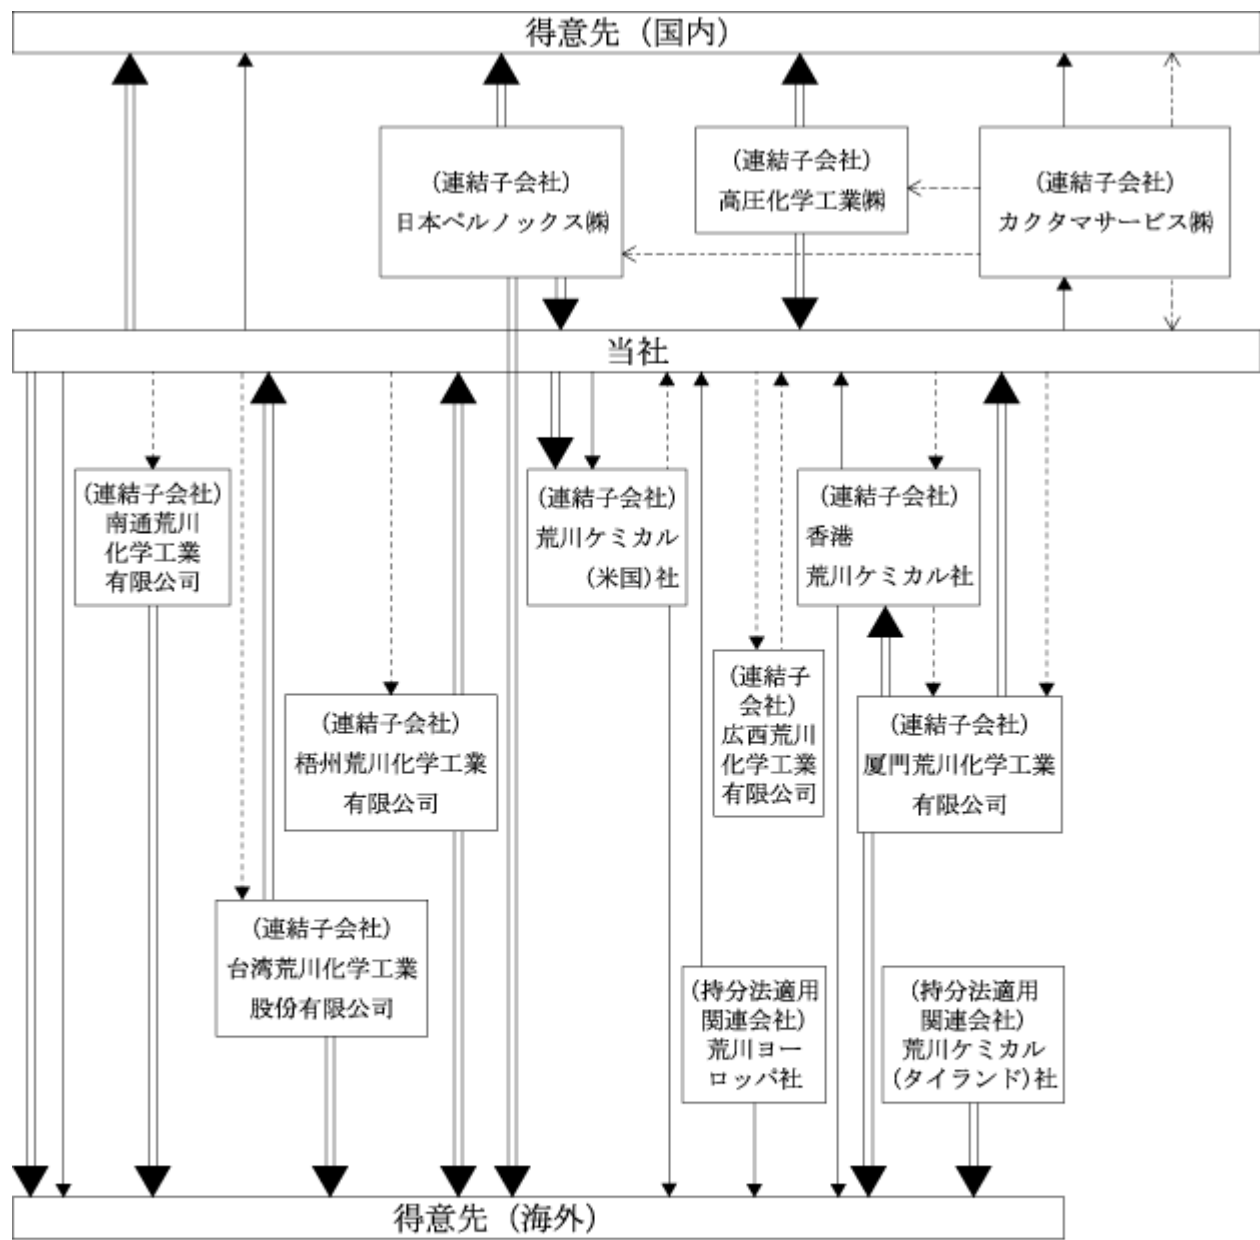 得意先（国内）
(連結子会社)
日本ペルノックス㈱
(連結子会社)
高圧化学工業㈱
(連結子会社)
カクタマサービス㈱
当社
(連結子会社)
南通荒川
化学工業
有限公司
(連結子会社)
荒川ケミカル
(米国)社
(連結子会社)
香港
荒川ケミカル社
(連結子会社)
梧州荒川化学工業
有限公司
(連結子
会社)
広西荒川
化学工業
有限公司
(連結子会社)
厦門荒川化学工業
有限公司
(連結子会社)
台湾荒川化学工業
股份有限公司
(持分法適用
関連会社)
荒川ヨー
ロッパ社
(持分法適用
関連会社)
荒川ケミカル
(タイランド)社
得意先（海外）